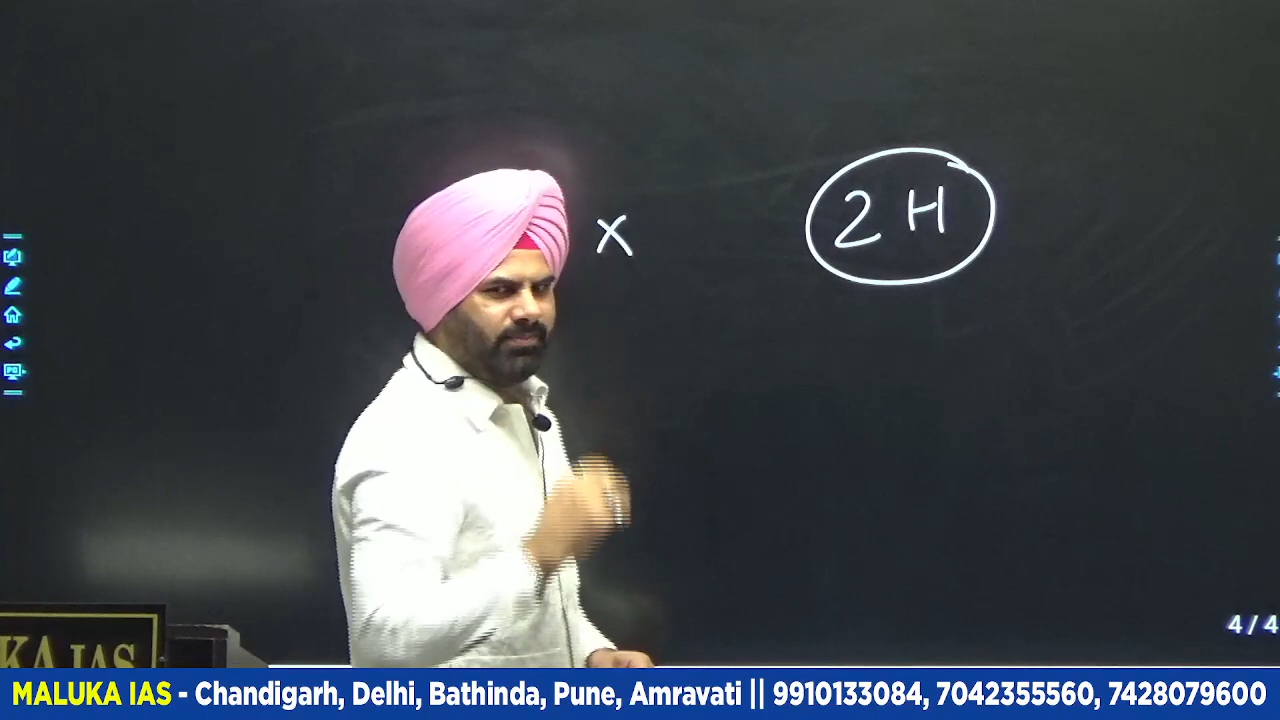 x 2 H
4 / 4
KA IAS
MALUKA IAS - Chandigarh, Delhi, Bathinda, Pune, Amravati || 9910133084, 7042355560, 7428079600